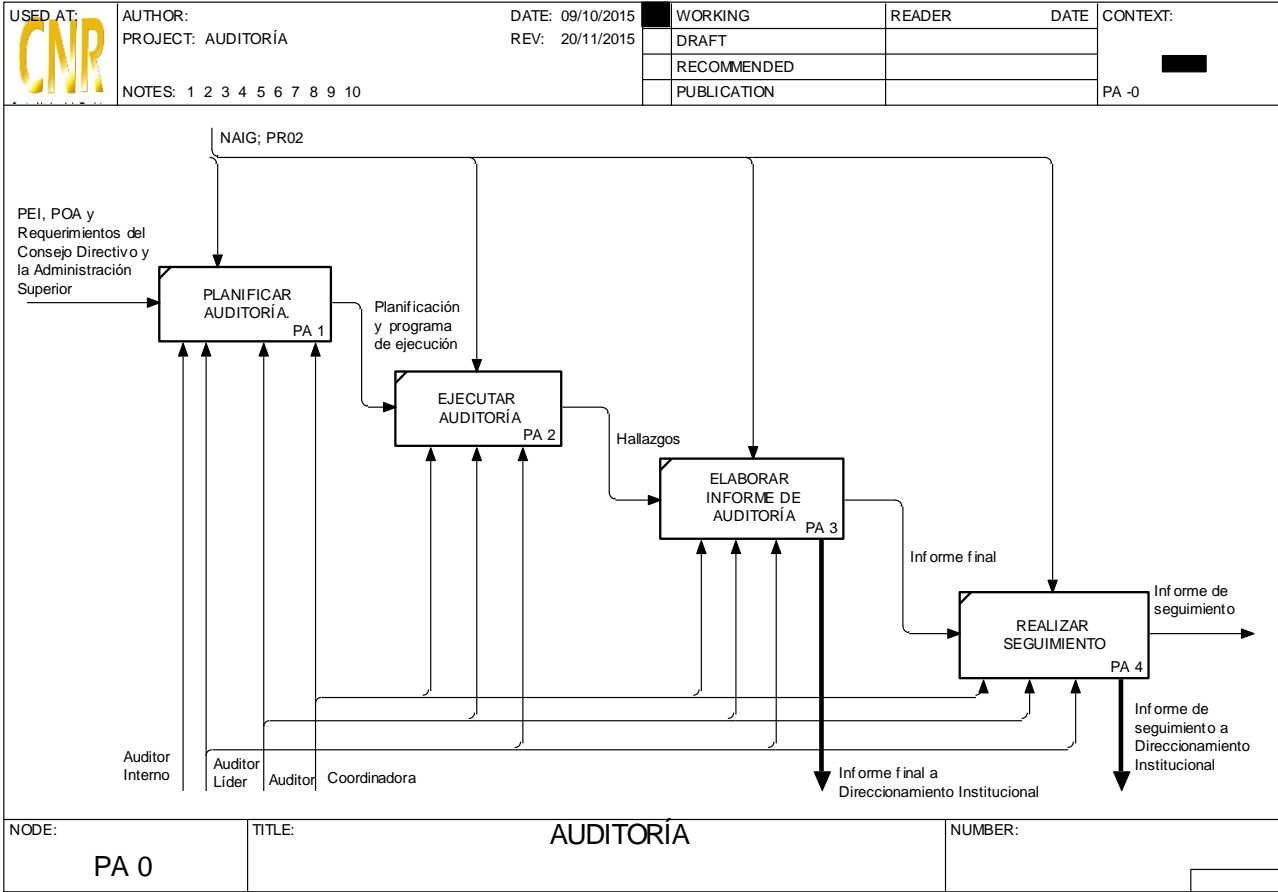 USED AT:
CNR
AUTHOR:
DATE: 09/10/2015
PROJECT: AUDITORÍA
REV: 20/11/2015
NOTES: 1 2 3 4 5 6 7 8 9 10
WORKING
DRAFT
RECOMMENDED
PUBLICATION
READER
DATE
CONTEXT:
PA -0
NAIG; PR02
PEI, POA y
Requerimientos del
Consejo Directivo y
la Administración
Superior
PLANIFICAR
AUDITORÍA.
PA 1
Planificación
y programa
de ejecución
EJECUTAR
AUDITORÍA
PA 2
Hallazgos
ELABORAR
INFORME DE
AUDITORÍA
PA 3
Informe final
REALIZAR
SEGUIMIENTO
PA 4
Informe de
seguimiento
Informe de
seguimiento a
Direccionamiento
Institucional
Auditor
Interno
Auditor
Líder
Auditor
Coordinadora
Informe final a
Direccionamiento Institucional
NODE:
PA 0
TITLE:
AUDITORÍA
NUMBER: